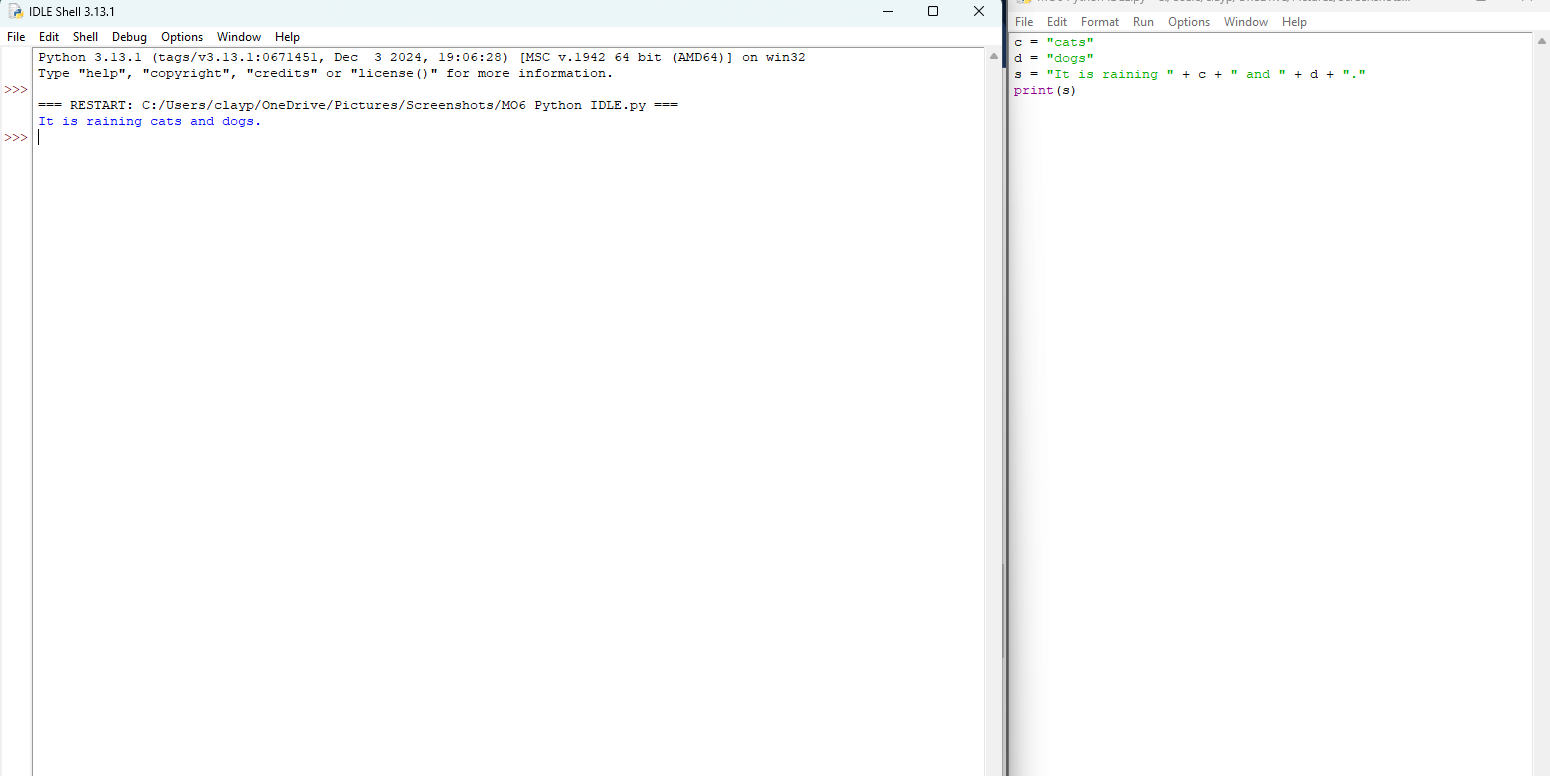 IDLE Shell 3.13.1
File Edit Shell Debug Options Window Help
Python 3.13.1 (tags/v3.13.1:0671451, Dec  3 2024, 19:06:28) [MSC v.1942 64 bit (AMD64)] on win32
Type "help", "copyright", "credits" or "license()" for more information.
>>>
=== RESTART: C:/Users/clayp/OneDrive/Pictures/Screenshots/MO6 Python IDLE.py ===
It is raining cats and dogs.
>>>
File Edit Format Run Options Window Help
c = "cats"
d = "dogs"
s = "It is raining " + c + " and " + d + "."
print(s)